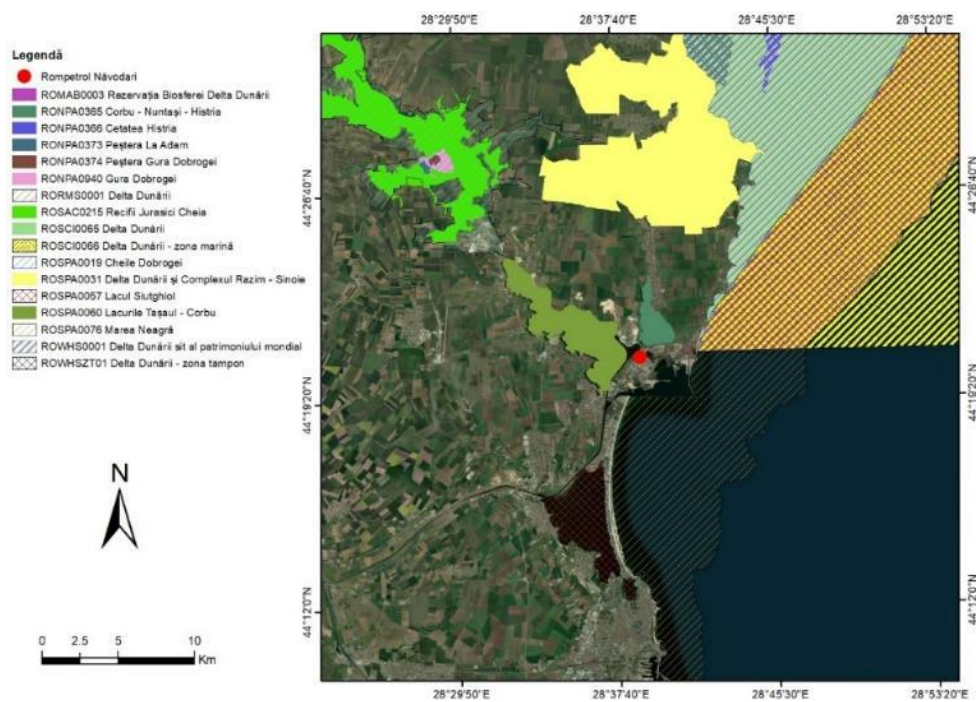 28°29'50"E
28°37'40"E
28°45'30"E
28°53'20"E
Legendă
Rompetrol Năvodari
ROMAB0003 Rezervația Biosferei Delta Dunării
RONPA0365 Corbu - Nuntași - Histria
RONPA0366 Cetatea Histria
RONPA0373 Peștera La Adam
RONPA0374 Peștera Gura Dobrogei
RONPA0940 Gura Dobrogei
RORMS0001 Delta Dunării
ROSAC0215 Recifii Jurasici Cheia
ROSCI0065 Delta Dunării
ROSCI0066 Delta Dunării - zona marină
ROSPA0019 Cheile Dobrogei
ROSPA0031 Delta Dunării și Complexul Razim - Sinoie
ROSPA0057 Lacul Siutghiol
ROSPA0060 Lacurile Tașaul - Corbu
ROSPA0076 Marea Neagră
ROWHS0001 Delta Dunării sit al patrimoniului mondial
ROWHSZT01 Delta Dunării - zona tampon
44°26'40"N
44°26'40"N
44°19'20"N
44°19'20"N
44°12'0"N
44°12'0"N
N
0 2.5 5 10
Km
28°29'50"E
28°37'40"E
28°45'30"E
28°53'20"E